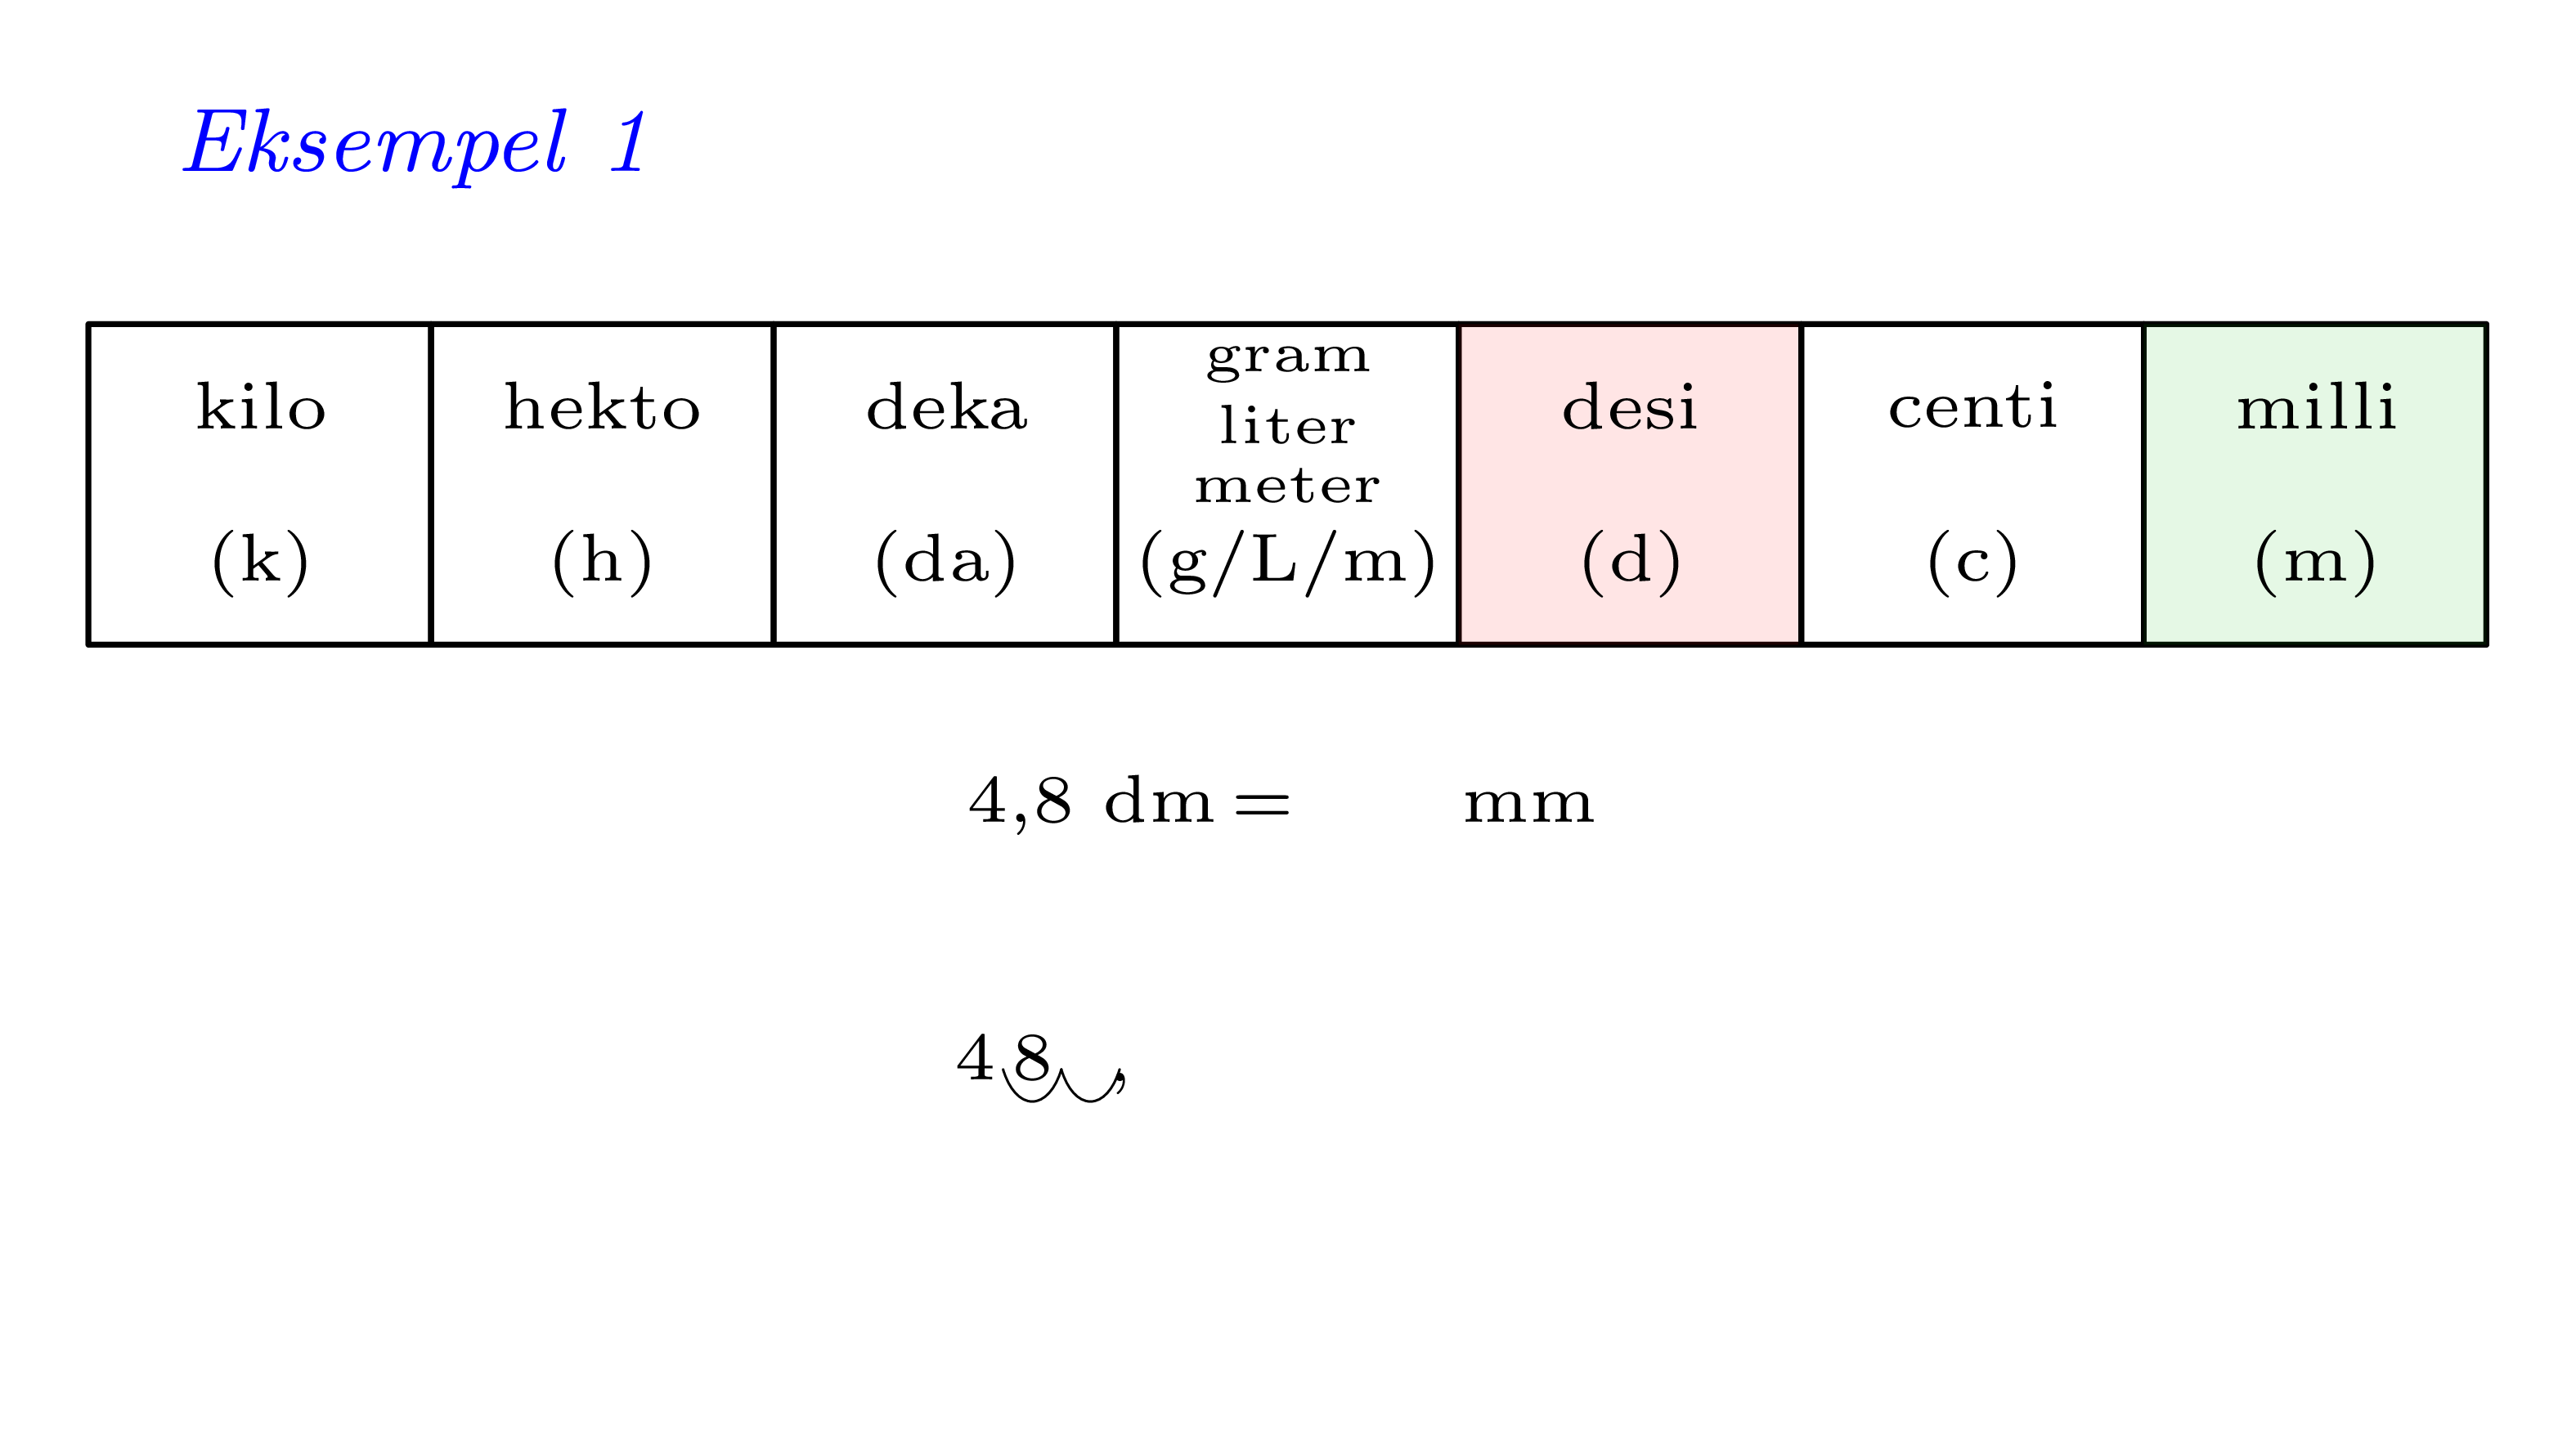 Eksempel 1
kilo hekto deka gram liter meter desi centi milli
(k) (h) (da) (g/L/m) (d) (c) (m)
4,8 dm = mm
48 ,